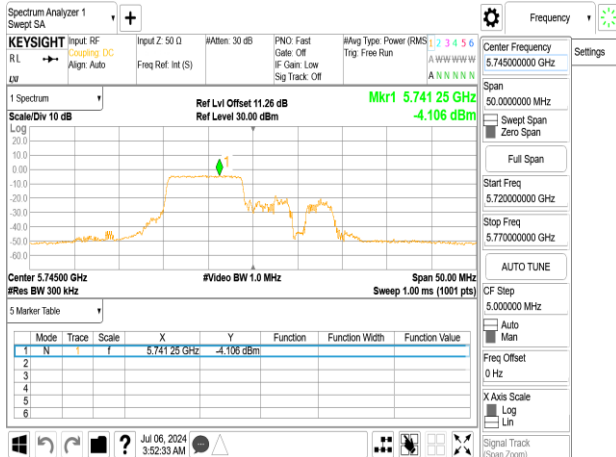 Spectrum Analyzer 1
Swept SA
Frequency
Settings
KEYSIGHT
RL
Input: RF
Coupling: DC
Align: Auto
Input Z: 50 Ω
Freq Ref: Int (S)
#Atten: 30 dB
PNO: Fast
Gate: Off
IF Gain: Low
Sig Track: Off
#Avg Type: Power (RMS
Trig: Free Run
1 2 3 4 5 6
A W W W W W
A N N N N N
1 Spectrum
Scale/Div 10 dB
Ref Lvl Offset 11.26 dB
Ref Level 30.00 dBm
Mkr1 5.741 25 GHz
-4.106 dBm
Log
20.0
10.0
0.00
-10.0
-20.0
-30.0
-40.0
-50.0
-60.0
1
Center 5.74500 GHz
#Res BW 300 kHz
#Video BW 1.0 MHz
Span 50.00 MHz
Sweep 1.00 ms (1001 pts)
5 Marker Table
Mode Trace Scale X Y Function Function Width Function Value
1 N 1 f 5.741 25 GHz -4.106 dBm
2
3
4
5
6
Jul 06, 2024
3:52:33 AM
Center Frequency
5.745000000 GHz
Span
50.0000000 MHz
Swept Span
Zero Span
Full Span
Start Freq
5.720000000 GHz
Stop Freq
5.770000000 GHz
AUTO TUNE
CF Step
5.000000 MHz
Auto
Man
Freq Offset
0 Hz
X Axis Scale
Log
Lin
Signal Track
(Span Zoom)